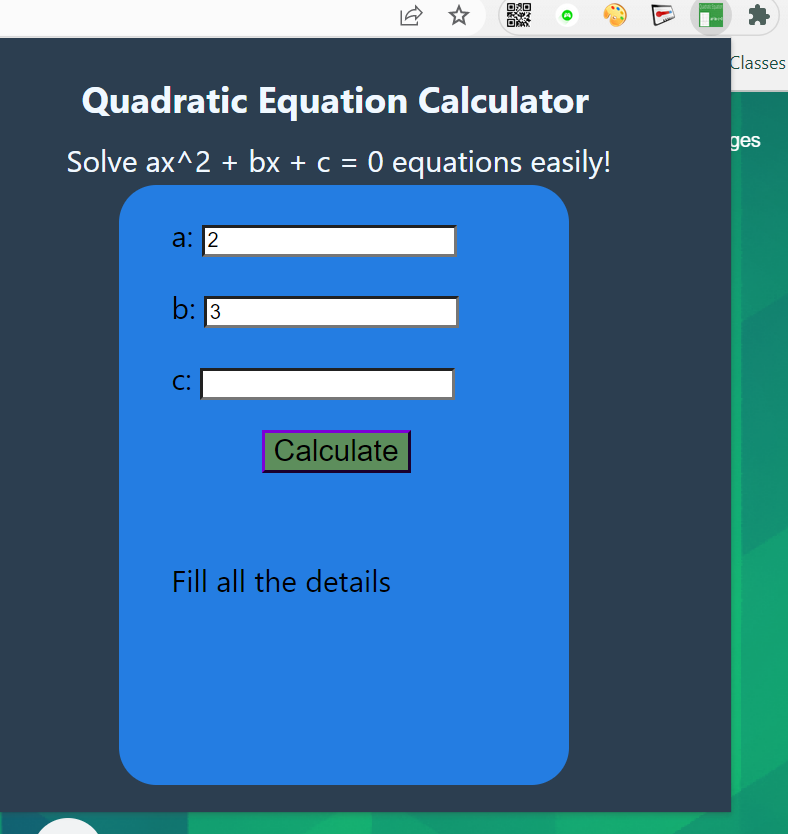 Classes
ges
Quadratic Equation Calculator
Solve ax^2 + bx + c = 0 equations easily!
a: 2
b: 3
c:
Calculate
Fill all the details